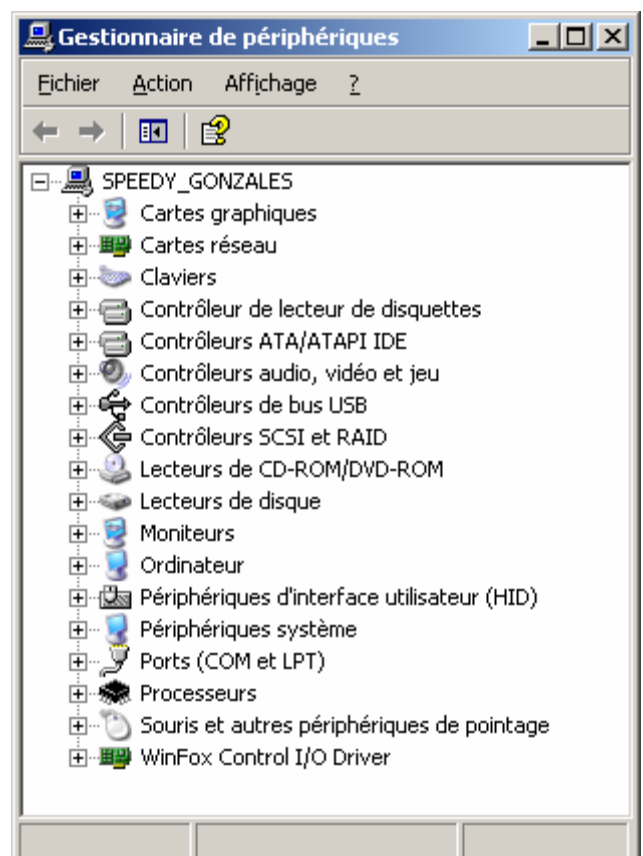 Gestionnaire de périphériques
Fichier Action Affichage ?
SPEEDY_GONZALES
Cartes graphiques
Cartes réseau
Claviers
Contrôleur de lecteur de disquettes
Contrôleurs ATA/ATAPI IDE
Contrôleurs audio, vidéo et jeu
Contrôleurs de bus USB
Contrôleurs SCSI et RAID
Lecteurs de CD-ROM/DVD-ROM
Lecteurs de disque
Moniteurs
Ordinateur
Périphériques d'interface utilisateur (HID)
Périphériques système
Ports (COM et LPT)
Processeurs
Souris et autres périphériques de pointage
WinFox Control I/O Driver